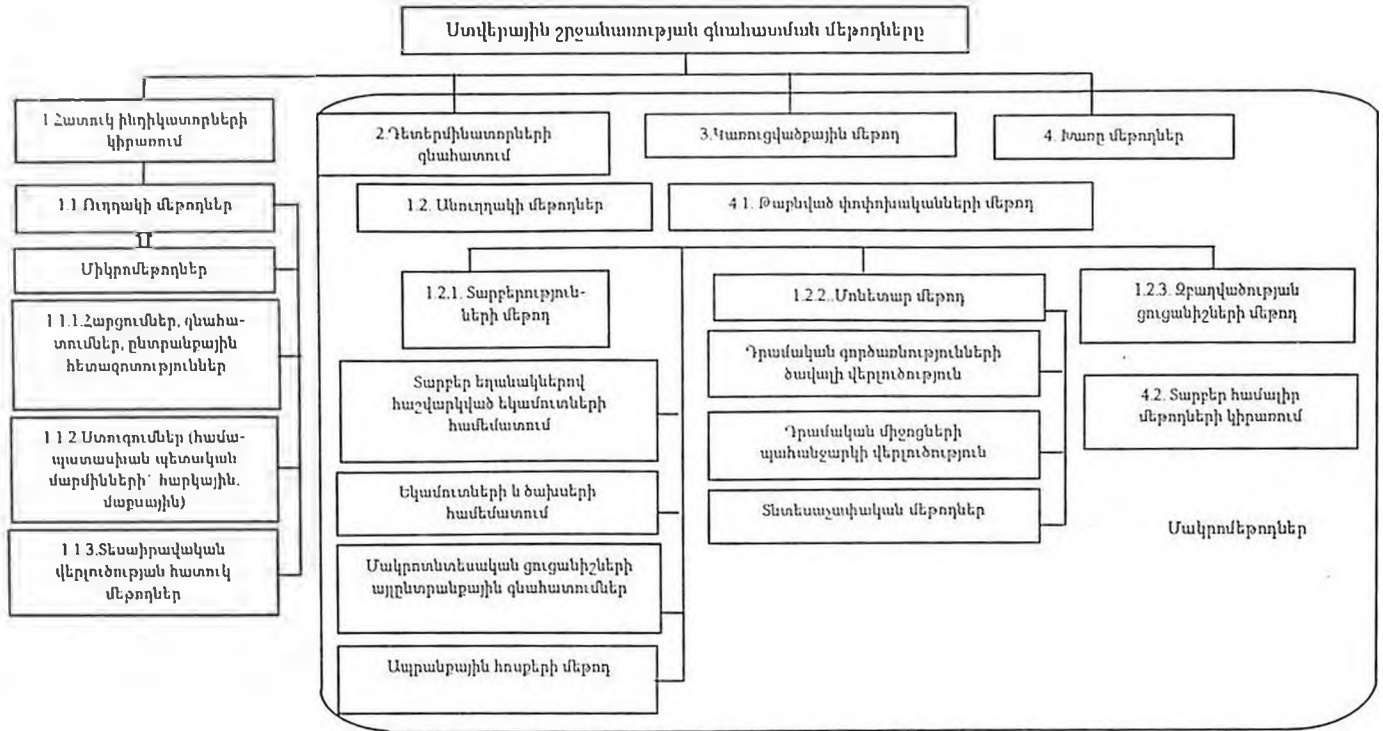 Ստվերային շրջանառության գնահատման մեթոդները
1 Հատուկ ինդիկատորների
կիրառում
2.Դետերմինատորների
գնահատում
3.Կառուցվածքային մեթոդ
4. Խառը մեթոդներ
1.1 Ուղղակի մեթոդներ
1.2. Անուղղակի մեթոդներ
4.1. Թաքնված փոփոխականների մեթոդ
Միկրոմեթոդներ
1.2.1. Տարբերություն-
ների մեթոդ
1.2.2..Մոնետար մեթոդ
1.2.3. Զբաղվածության
ցուցանիշների մեթոդ
1 1.1.Հարցումներ, գնահա-
տումներ, ընտրանքային
հետազոտություններ
Տարբեր եղանակներով
հաշվարկված եկամուտների
համեմատում
Դրամական գործառնությունների
ծավալի վերլուծություն
4.2. Տարբեր համալիր
մեթոդների կիրառում
1 1 2 Ստուգումներ (համա-
պատասխան պետական
մարմինների՝ հարկային,
մաքսային)
Դրամական միջոցների
պահանջարկի վերլուծություն
Եկամուտների և ծախսերի
համեմատում
Տնտեսաչափական մեթոդներ
Մակրոմեթոդներ
1 1 3.Տեսաիրավական
վերլուծության հատուկ
մեթոդներ
Մակրոտնտեսական ցուցանիշների
այլընտրանքային գնահատումներ
Ապրանքային հոսքերի մեթոդ